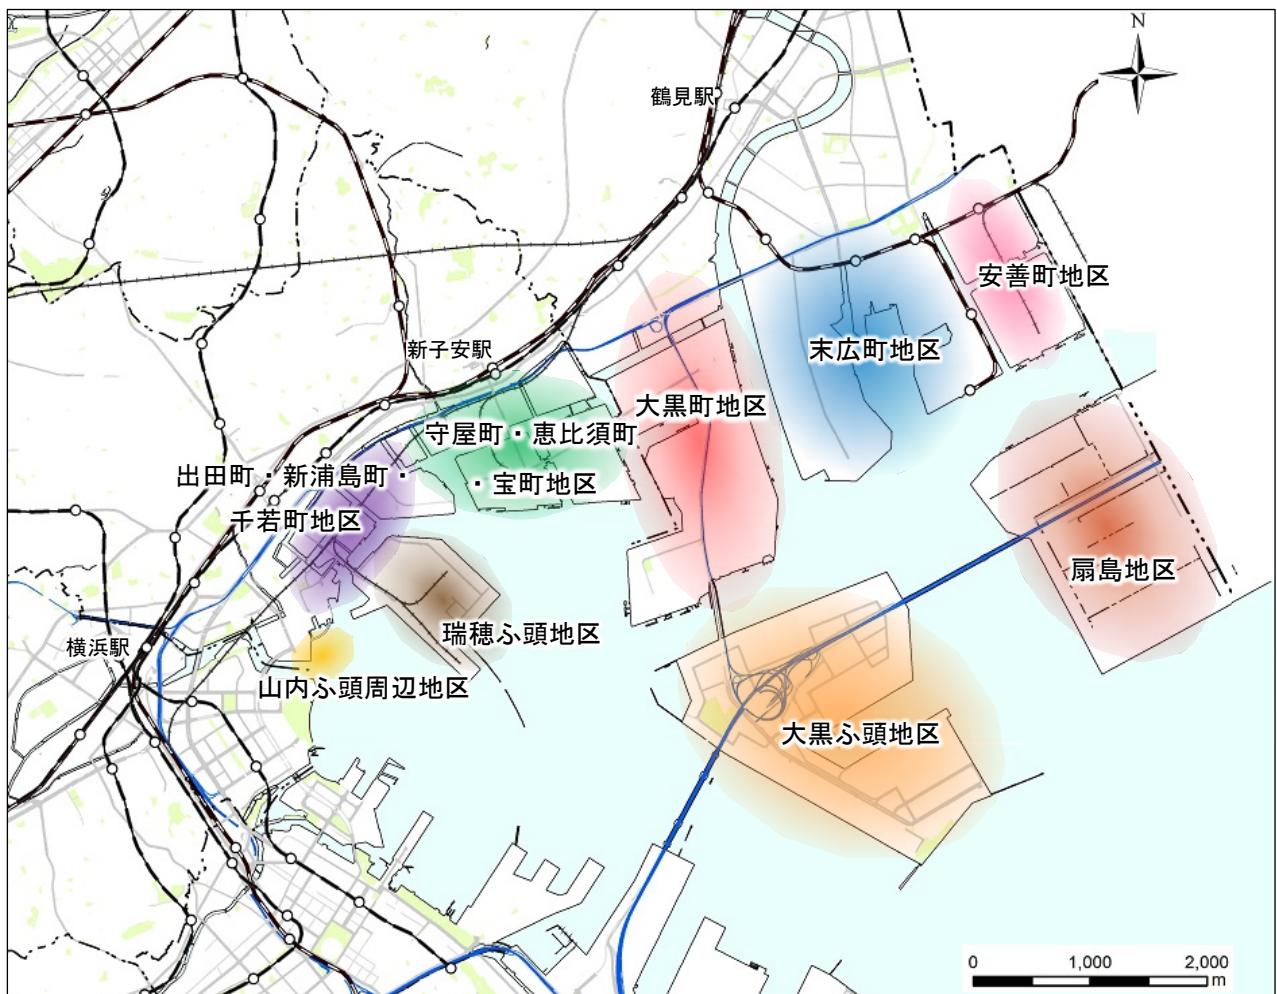 N
鶴見駅
安善町地区
新子安駅
末広町地区
大黒町地区
守屋町・恵比須町
・宝町地区
出田町・新浦島町・
千若町地区
扇島地区
瑞穂ふ頭地区
横浜駅
山内ふ頭周辺地区
大黒ふ頭地区
0 1,000 2,000
m